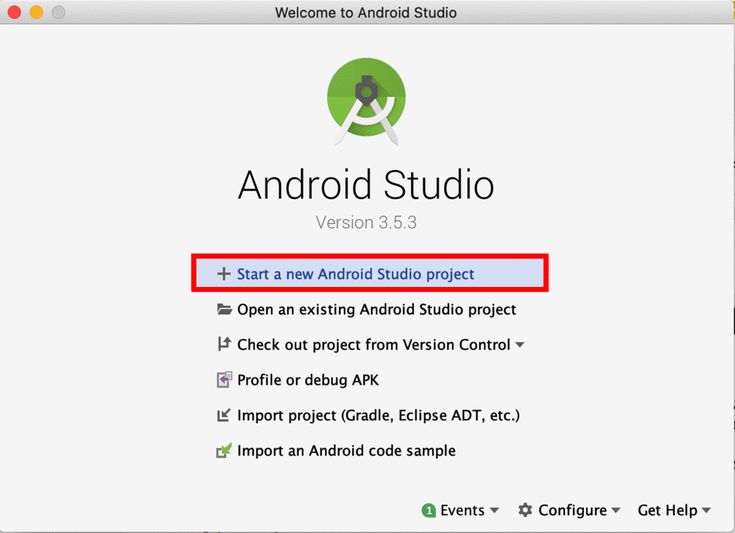 Welcome to Android Studio
Android Studio
Version 3.5.3
Start a new Android Studio project
Open an existing Android Studio project
Check out project from Version Control
Profile or debug APK
Import project (Gradle, Eclipse ADT, etc.)
Import an Android code sample
1 Events Configure Get Help